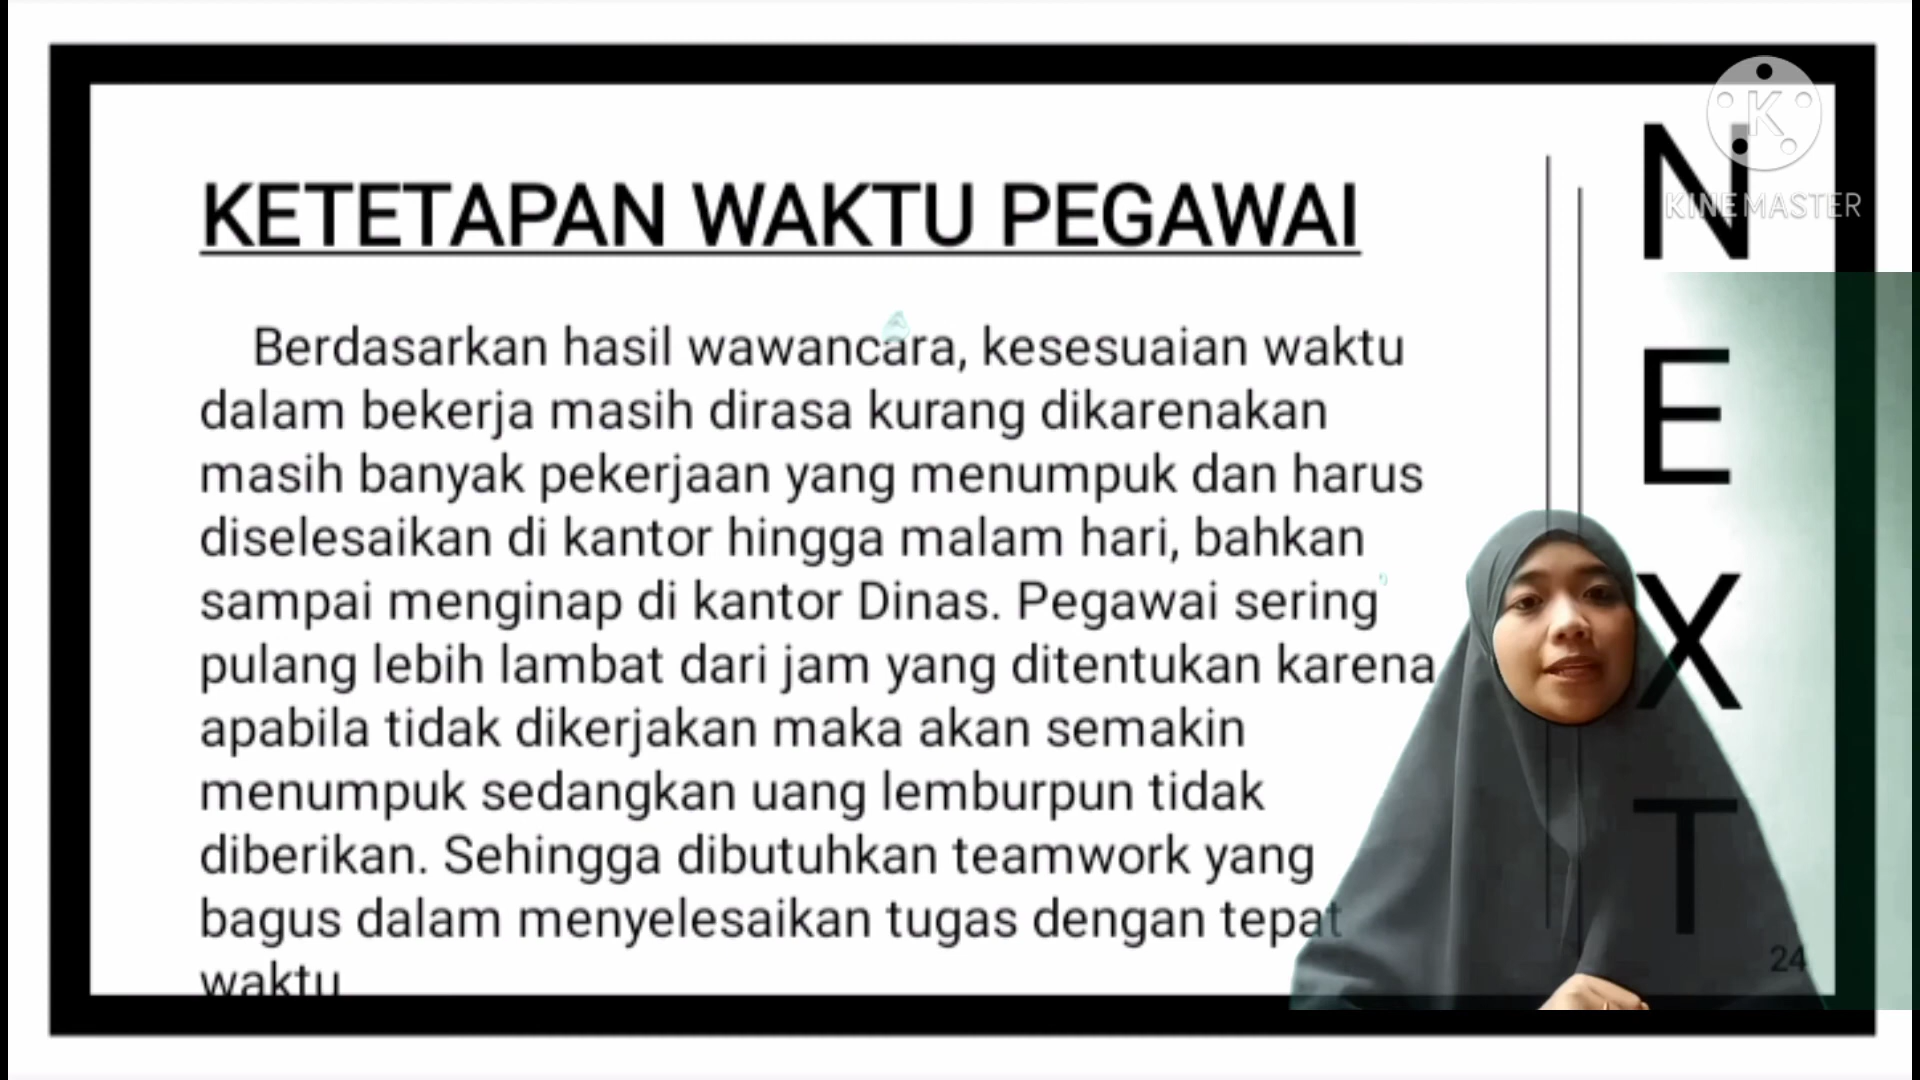 KETETAPAN WAKTU PEGAWAI
Berdasarkan hasil wawancara, kesesuaian waktu
dalam bekerja masih dirasa kurang dikarenakan
masih banyak pekerjaan yang menumpuk dan harus
diselesaikan di kantor hingga malam hari, bahkan
sampai menginap di kantor Dinas. Pegawai sering
pulang lebih lambat dari jam yang ditentukan karena
apabila tidak dikerjakan maka akan semakin
menumpuk sedangkan uang lemburpun tidak
diberikan. Sehingga dibutuhkan teamwork yang
bagus dalam menyelesaikan tugas dengan tepat
waktu
N
E
X
T
24
K
KINEMASTER